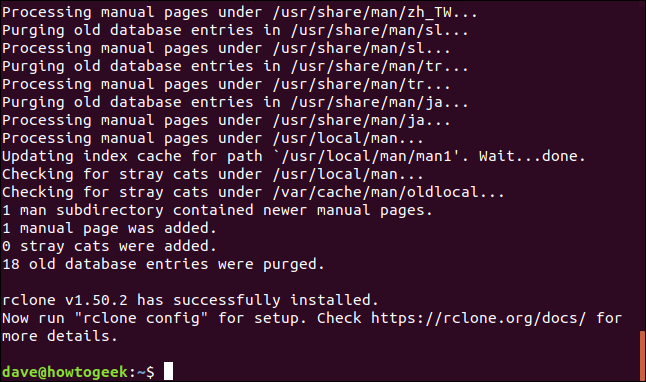 Processing manual pages under /usr/share/man/zh_TW...
Purging old database entries in /usr/share/man/sl...
Processing manual pages under /usr/share/man/sl...
Purging old database entries in /usr/share/man/tr...
Processing manual pages under /usr/share/man/tr...
Purging old database entries in /usr/share/man/ja...
Processing manual pages under /usr/share/man/ja...
Processing manual pages under /usr/local/man...
Updating index cache for path `/usr/local/man/man1'. Wait...done.
Checking for stray cats under /usr/local/man...
Checking for stray cats under /var/cache/man/oldlocal...
1 man subdirectory contained newer manual pages.
1 manual page was added.
0 stray cats were added.
18 old database entries were purged.
rclone v1.50.2 has successfully installed.
Now run "rclone config" for setup. Check https://rclone.org/docs/ for
more details.
dave@howtogeek:~$